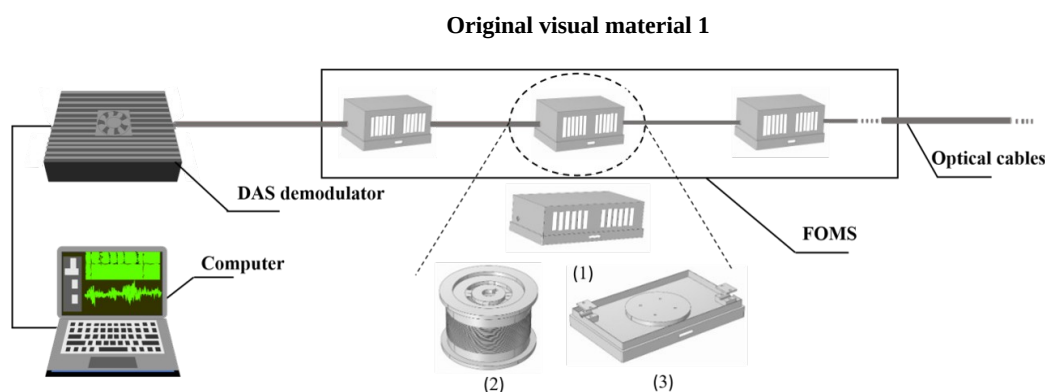 Original visual material 1
Optical cables
DAS demodulator
FOMS
Computer
(1)
(2)
(3)